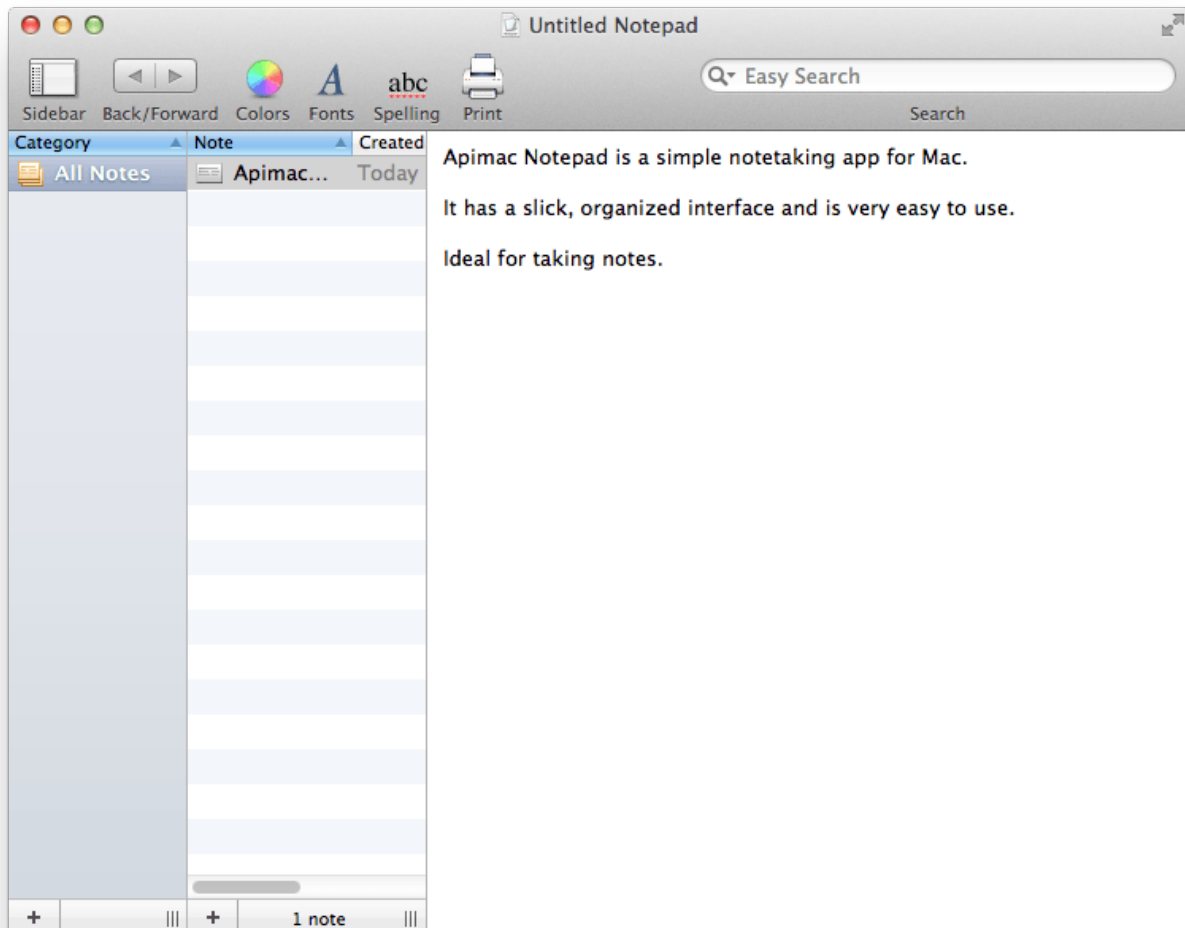 Untitled Notepad
Sidebar Back/Forward Colors Fonts abc Spelling Print
Easy Search
Search
Category Note Created
All Notes Apimac... Today
Apimac Notepad is a simple notetaking app for Mac.
It has a slick, organized interface and is very easy to use.
Ideal for taking notes.
+ + 1 note